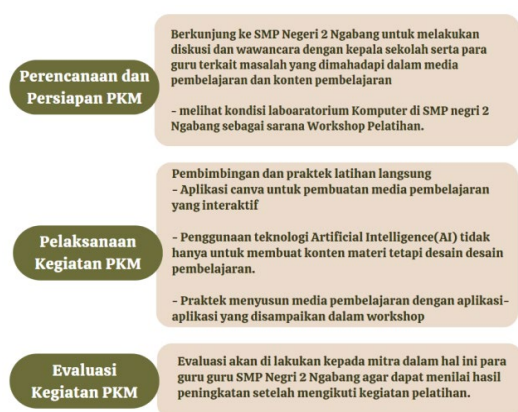 Perencanaan dan
Persiapan PKM
Berkunjung ke SMP Negeri 2 Ngabang untuk melakukan
diskusi dan wawancara dengan kepala sekolah serta para
guru terkait masalah yang dimahadapi dalam media
pembelajaran dan konten pembelajaran
- melihat kondisi laboaratorium Komputer di SMP negri 2
Ngabang sebagai sarana Workshop Pelatihan.
Pelaksanaan
Kegiatan PKM
Pembimbingan dan praktek latihan langsung
- Aplikasi canva untuk pembuatan media pembelajaran
yang interaktif
- Penggunaan teknologi Artificial Intelligence(AI) tidak
hanya untuk membuat konten materi tetapi desain desain
pembelajaran.
- Praktek menyusun media pembelajaran dengan aplikasi-
aplikasi yang disampaikan dalam workshop
Evaluasi
Kegiatan PKM
Evaluasi akan di lakukan kepada mitra dalam hal ini para
guru guru SMP Negri 2 Ngabang agar dapat menilai hasil
peningkatan setelah mengikuti kegiatan pelatihan.